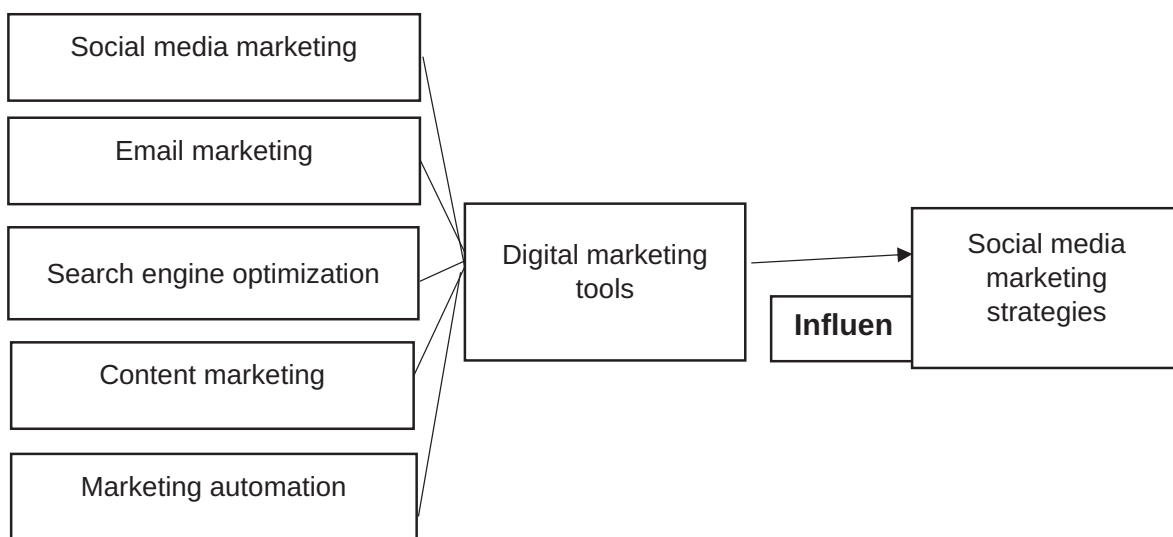 Social media marketing
Email marketing
Search engine optimization
Content marketing
Marketing automation
Digital marketing
tools
Influen
Social media
marketing
strategies